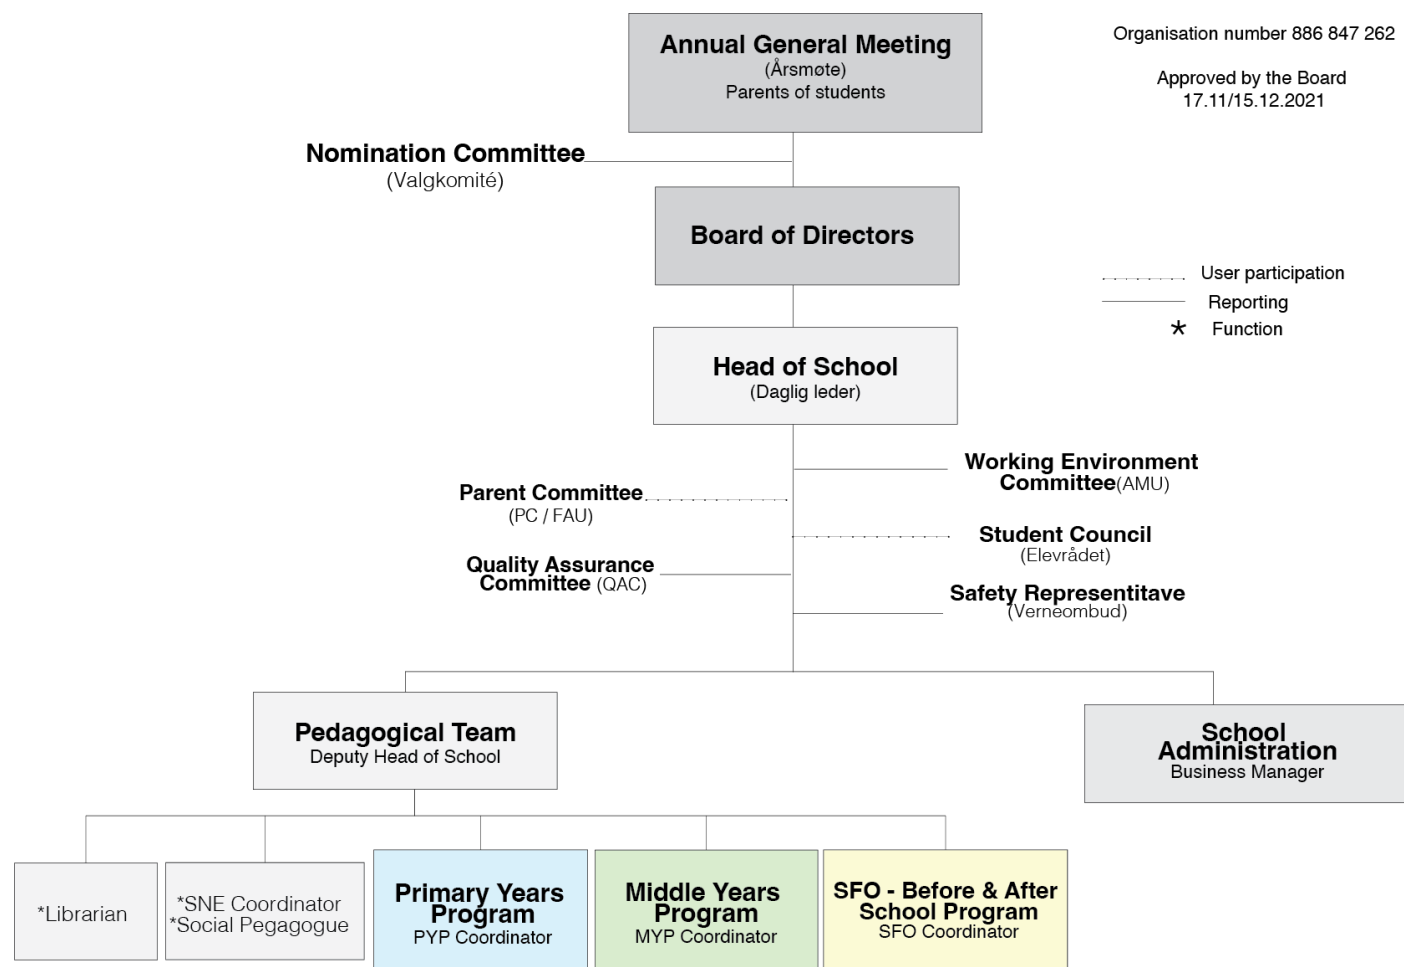 Annual General Meeting
(Årsmøte)
Parents of students
Organisation number 886 847 262
Approved by the Board
17.11/15.12.2021
Nomination Committee
(Valgkomité)
Board of Directors
User participation
Reporting
* Function
Head of School
(Daglig leder)
Working Environment
Committee(AMU)
Parent Committee
(PC / FAU)
Student Council
(Elevrådet)
Quality Assurance
Committee (QAC)
Safety Representitave
(Verneombud)
Pedagogical Team
Deputy Head of School
School
Administration
Business Manager
*Librarian
*SNE Coordinator
*Social Pegagogue
Primary Years
Program
PYP Coordinator
Middle Years
Program
MYP Coordinator
SFO - Before & After
School Program
SFO Coordinator